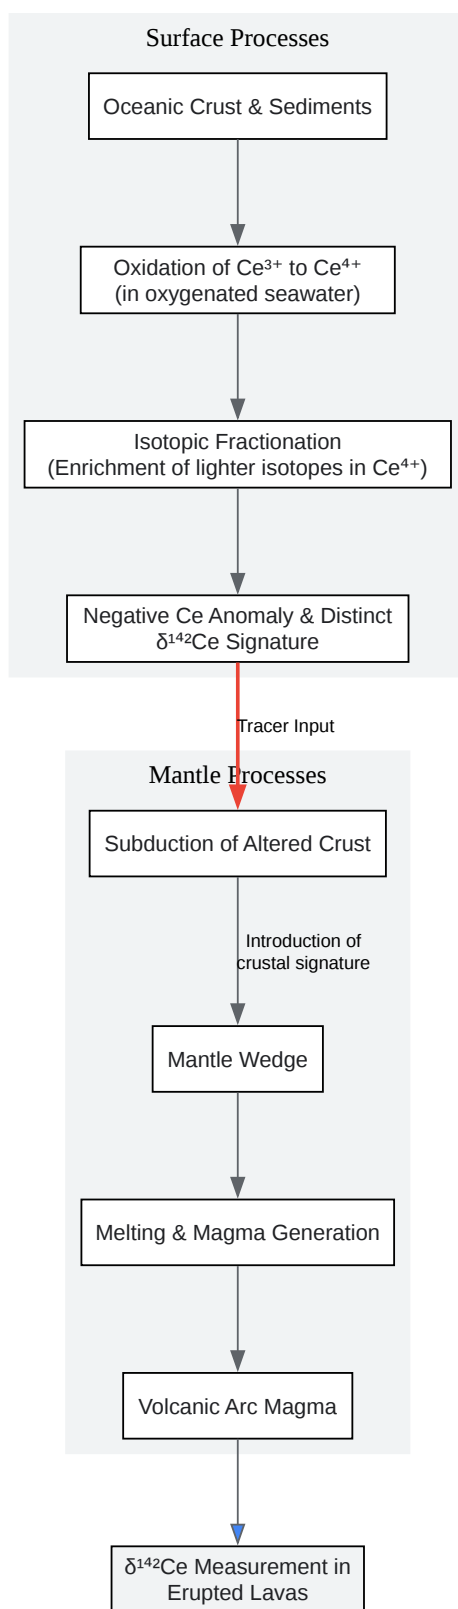 Surface Processes
Oceanic Crust & Sediments
Oxidation of Ce³⁺ to Ce⁴⁺
(in oxygenated seawater)
Isotopic Fractionation
(Enrichment of lighter isotopes in Ce⁴⁺)
Negative Ce Anomaly & Distinct
δ¹⁴²Ce Signature
Tracer Input
Mantle Processes
Subduction of Altered Crust
Introduction of
crustal signature
Mantle Wedge
Melting & Magma Generation
Volcanic Arc Magma
δ¹⁴²Ce Measurement in
Erupted Lavas